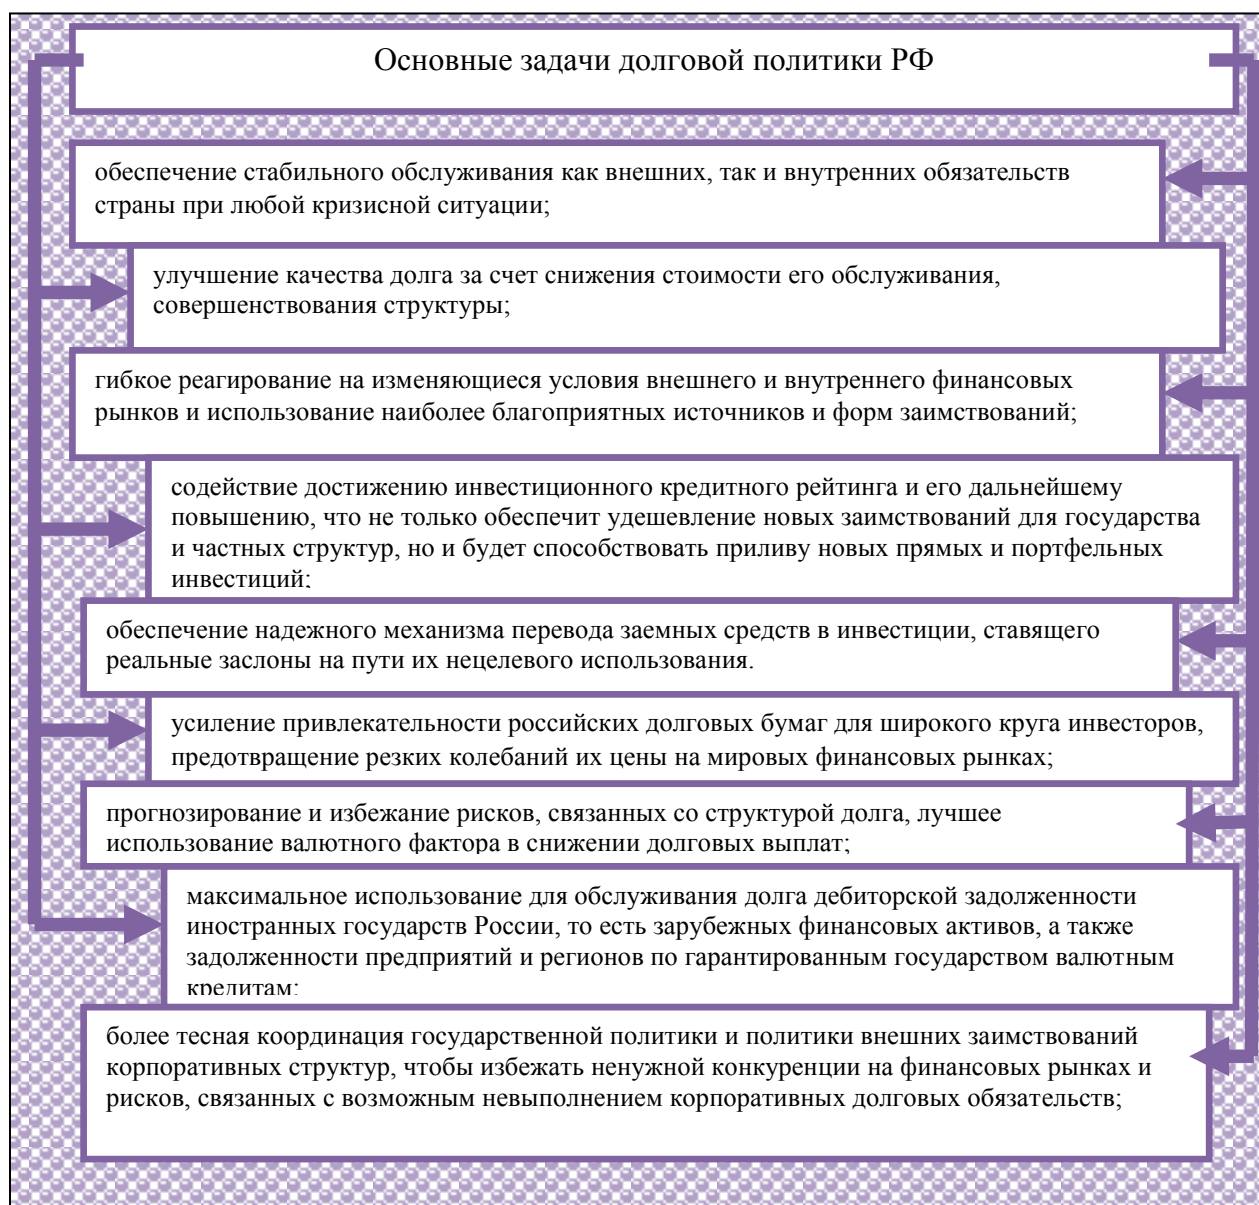 Основные задачи долговой политики РФ
обеспечение стабильного обслуживания как внешних, так и внутренних обязательств
страны при любой кризисной ситуации;
улучшение качества долга за счет снижения стоимости его обслуживания,
совершенствования структуры;
гибкое реагирование на изменяющиеся условия внешнего и внутреннего финансовых
рынков и использование наиболее благоприятных источников и форм заимствований;
содействие достижению инвестиционного кредитного рейтинга и его дальнейшему
повышению, что не только обеспечит удешевление новых заимствований для государства
и частных структур, но и будет способствовать приливу новых прямых и портфельных
инвестиций;
обеспечение надежного механизма перевода заемных средств в инвестиции, ставящего
реальные заслоны на пути их нецелевого использования.
усиление привлекательности российских долговых бумаг для широкого круга инвесторов,
предотвращение резких колебаний их цены на мировых финансовых рынках;
прогнозирование и избежание рисков, связанных со структурой долга, лучшее
использование валютного фактора в снижении долговых выплат;
максимальное использование для обслуживания долга дебиторской задолженности
иностранных государств России, то есть зарубежных финансовых активов, а также
задолженности предприятий и регионов по гарантированным государством валютным
кредитам;
более тесная координация государственной политики и политики внешних заимствований
корпоративных структур, чтобы избежать ненужной конкуренции на финансовых рынках и
рисков, связанных с возможным невыполнением корпоративных долговых обязательств;